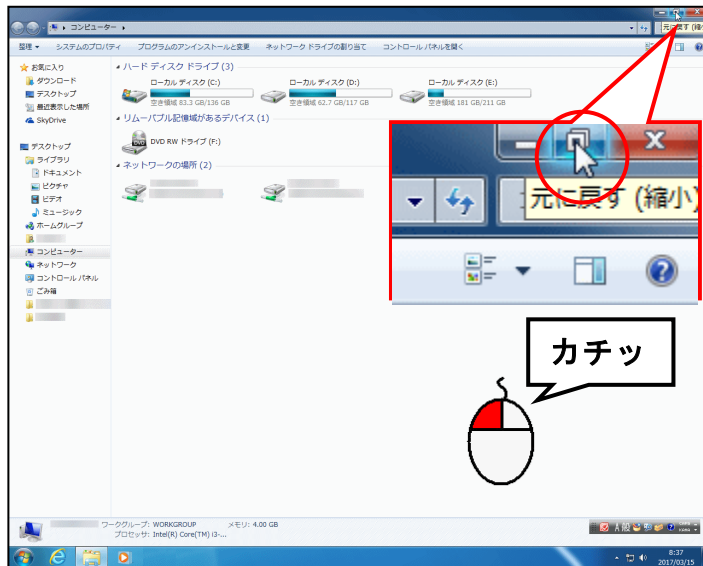 コンピューター
元に戻す (縮小
整理 システムのプロパティ プログラムのアンインストールと変更 ネットワーク ドライブの割り当て コントロール パネルを開く
お気に入り
ダウンロード
デスクトップ
最近表示した場所
SkyDrive
デスクトップ
ライブラリ
ドキュメント
ピクチャ
ビデオ
ミュージック
ホームグループ
コンピューター
ネットワーク
コントロール パネル
ごみ箱
ハード ディスク ドライブ (3)
ローカル ディスク (C:)
空き領域 83.3 GB/136 GB
ローカル ディスク (D:)
空き領域 62.7 GB/117 GB
ローカル ディスク (E:)
空き領域 181 GB/211 GB
リムーバブル記憶域があるデバイス (1)
DVD RW ドライブ (F:)
ネットワークの場所 (2)
元に戻す (縮小)
カチッ
ワークグループ: WORKGROUP メモリ: 4.00 GB
プロセッサ: Intel(R) Core(TM) i3-...
A 般
8:37
2017/03/15